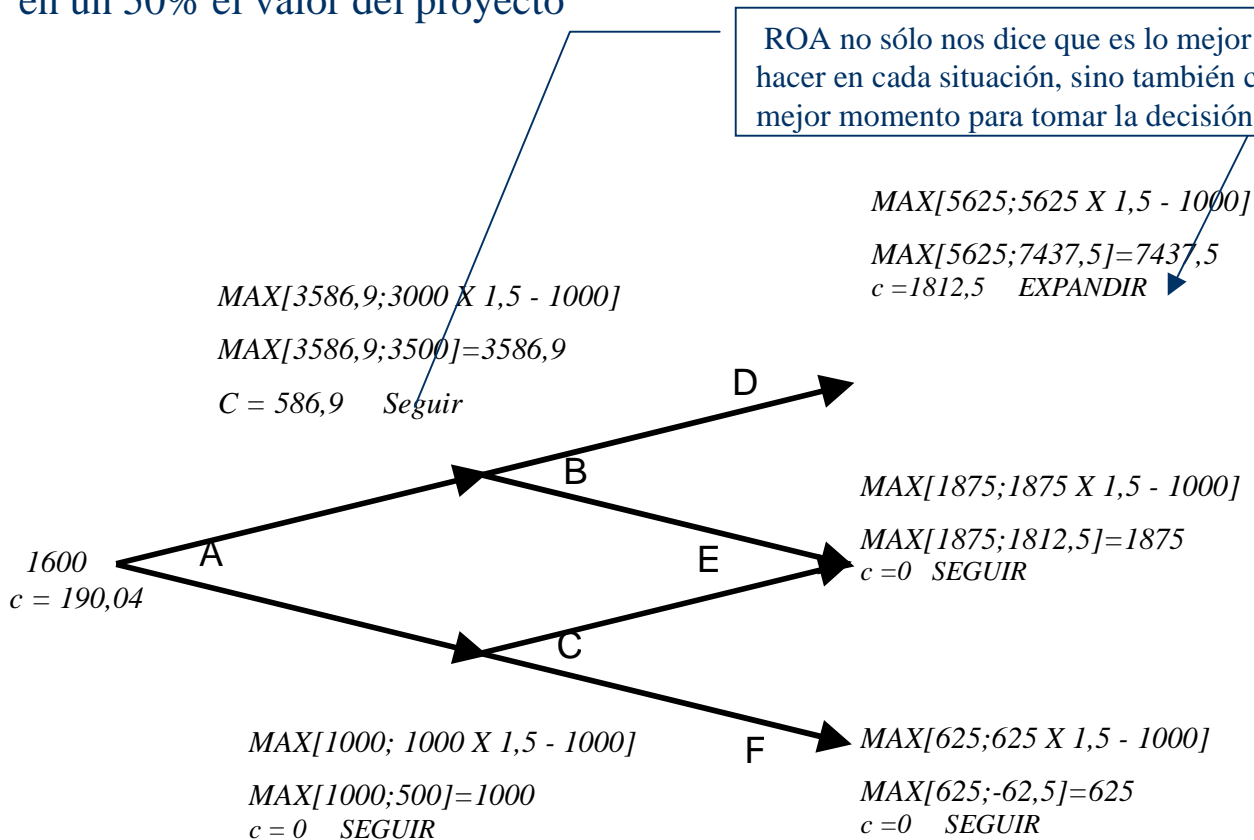 en un 50% el valor del proyecto
ROA no sólo nos dice que es lo mejor
hacer en cada situación, sino también
mejor momento para tomar la decisión
MAX[5625;5625 X 1,5 - 1000]
MAX[5625;7437,5]=7437,5
c =1812,5 EXPANDIR
MAX[3586,9;3000 X 1,5 - 1000]
MAX[3586,9;3500]=3586,9
C = 586,9 Seguir
D
B
MAX[1875;1875 X 1,5 - 1000]
MAX[1875;1812,5]=1875
c =0 SEGUIR
A
E
1600
c = 190,04
C
MAX[1000; 1000 X 1,5 - 1000]
MAX[1000;500]=1000
c = 0 SEGUIR
F
MAX[625;625 X 1,5 - 1000]
MAX[625;-62,5]=625
c =0 SEGUIR